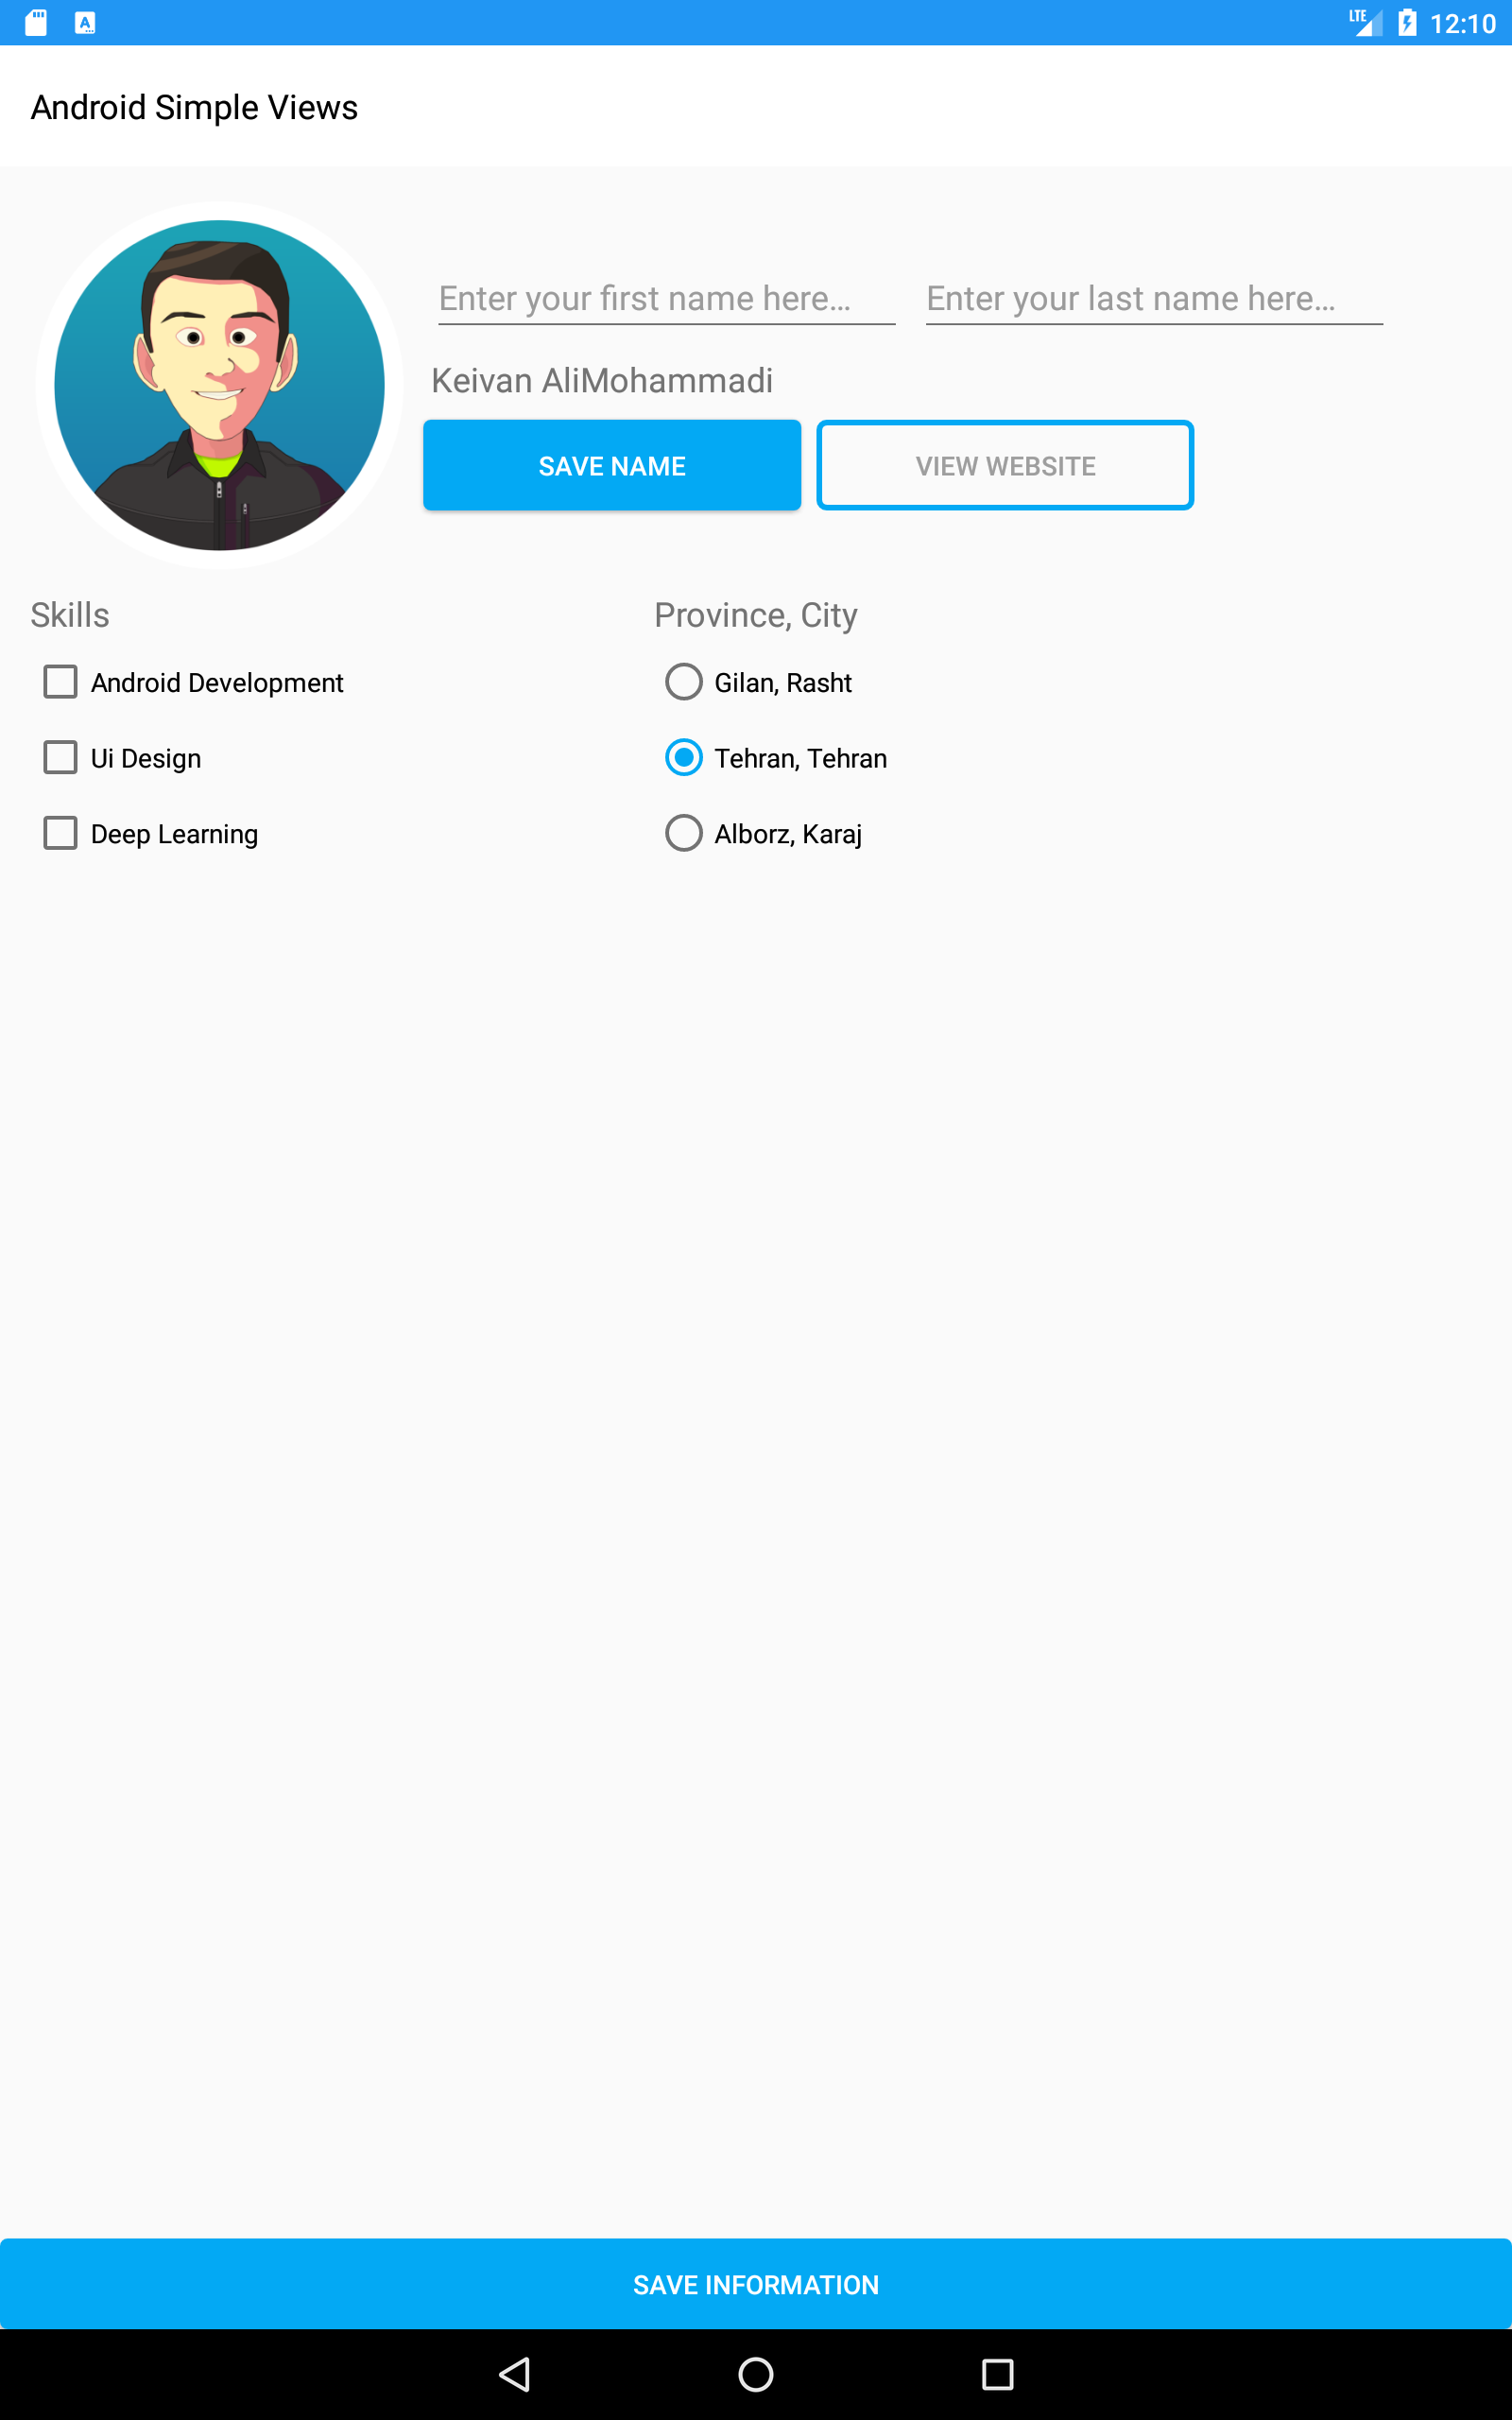 LTE 12:10
Android Simple Views
Enter your first name here... Enter your last name here...
Keivan AliMohammadi
SAVE NAME VIEW WEBSITE
Skills Province, City
Android Development Gilan, Rasht
Ui Design Tehran, Tehran
Deep Learning Alborz, Karaj
SAVE INFORMATION